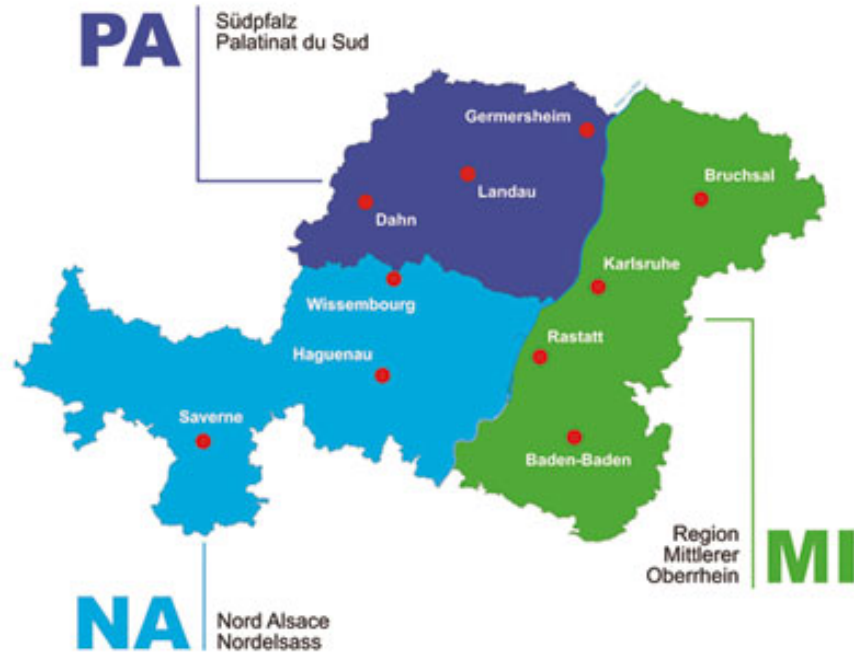 PA
Südpfalz
Palatinat du Sud
Germersheim
Bruchsal
Landau
Dahn
Karlsruhe
Wissembourg
Rastatt
Haguenau
Saverne
Baden-Baden
Region
Mittlerer
Oberrhein
MI
NA
Nord Alsace
Nordelsass